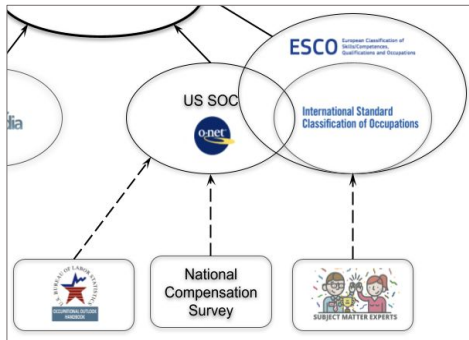 ESCO
European Classification of
Skills/Competences,
Qualifications and Occupations
US SOC
o·net
International Standard
Classification of Occupations
dia
U.S. BUREAU OF LABOR STATISTICS
OCCUPATIONAL OUTLOOK
HANDBOOK
National
Compensation
Survey
SUBJECT MATTER EXPERTS